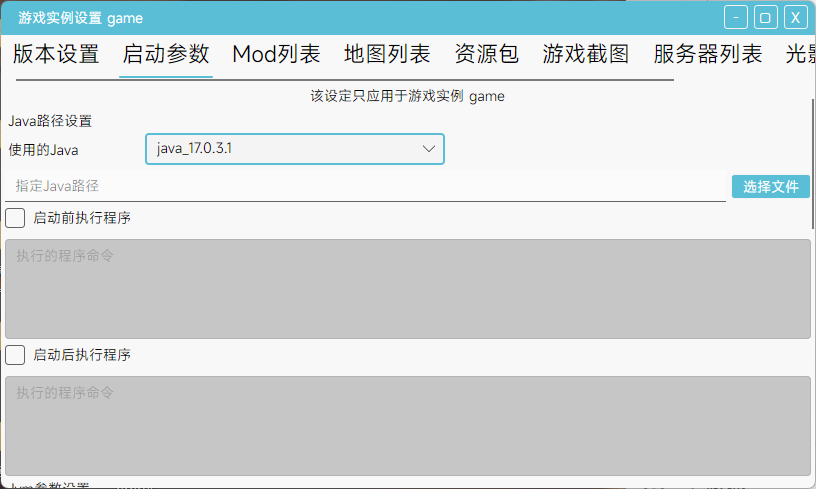 游戏实例设置 game
版本设置 启动参数 Mod列表 地图列表 资源包 游戏截图 服务器列表 光影
该设定只应用于游戏实例 game
Java路径设置
使用的Java java_17.0.3.1
指定Java路径 选择文件
启动前执行程序
执行的程序命令
启动后执行程序
执行的程序命令
Jvm参数设置